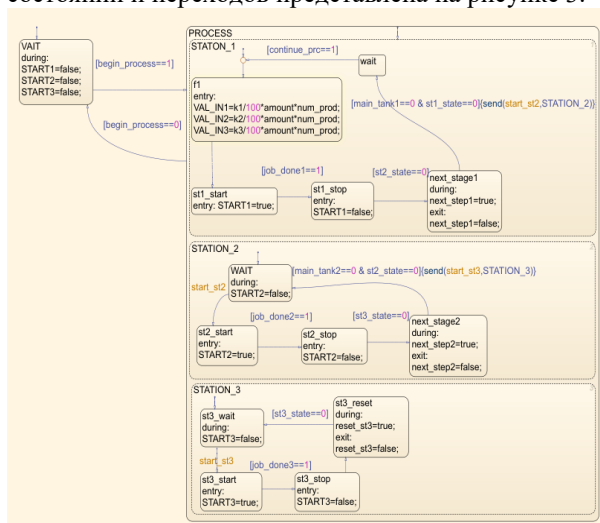 состояний и переходов представлена на рисунке 3.
VAIT
during:
START1=false;
START2=false;
START3=false;
[begin_process==1]
[begin_process==0]
PROCESS
STATON_1
1
[continue_prc==1]
wait
f1
entry:
VAL_IN1=k1/100*amount*num_prod;
VAL_IN2=k2/100*amount*num_prod;
VAL_IN3=k3/100*amount*num_prod;
[main_tank1==0 & st1_state==0]{send(start_st2,STATION_2)}
st1_start
entry: START1=true;
[job_done1==1]
st1_stop
entry:
START1=false;
[st2_state==0]
next_stage1
during:
next_step1=true;
exit:
next_step1=false;
STATION_2
2
WAIT
during:
START2=false;
[main_tank2==0 & st2_state==0]{send(start_st3,STATION_3)}
start_st2
st2_start
entry:
START2=true;
[job_done2==1]
st2_stop
entry:
START2=false;
[st3_state==0]
next_stage2
during:
next_step2=true;
exit:
next_step2=false;
STATION_3
3
st3_wait
during:
START3=false;
[st3_state==0]
st3_reset
during:
reset_st3=true;
exit:
reset_st3=false;
start_st3
st3_start
entry:
START3=true;
[job_done3==1]
st3_stop
entry:
START3=false;